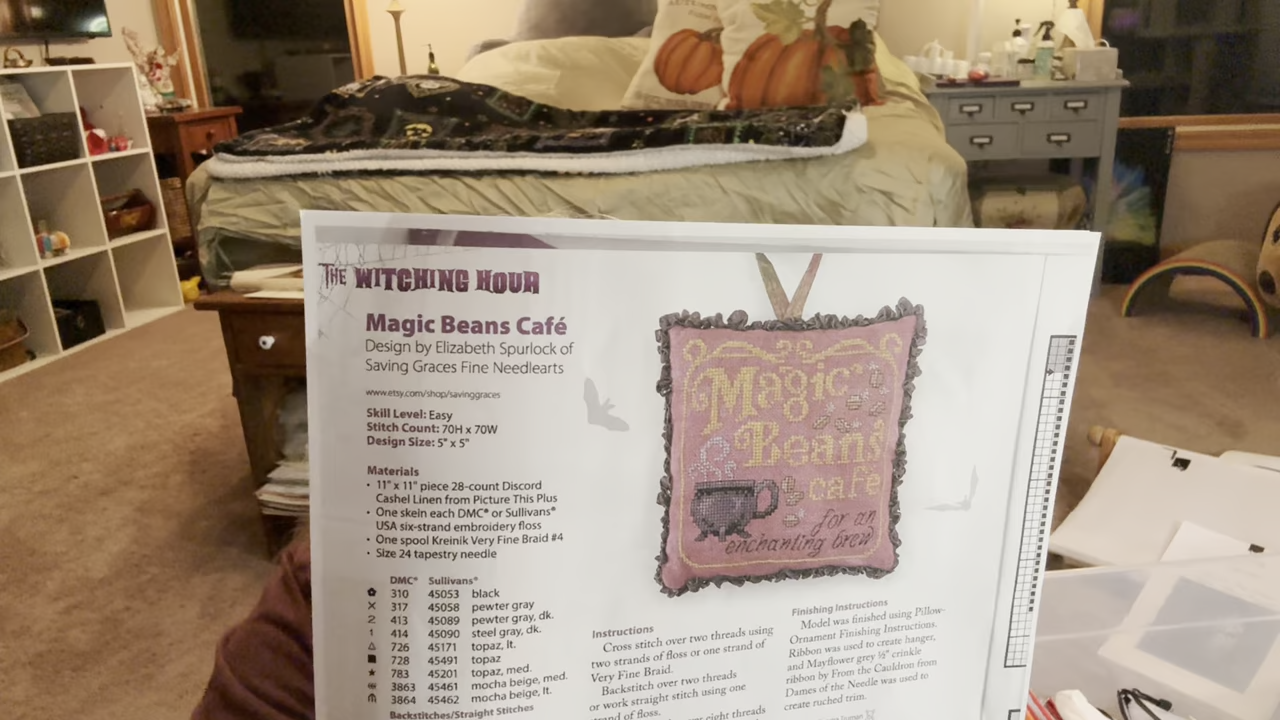 THE WITCHING HOUR
Magic Beans Café
Design by Elizabeth Spurlock of
Saving Graces Fine Needlearts
www.etsy.com/shop/savinggraces
Skill Level: Easy
Stitch Count: 70H x 70W
Design Size: 5" x 5"
Materials
• 11" x 11" piece 28-count Discord
Cashel Linen from Picture This Plus
• One skein each DMC® or Sullivans®
USA six-strand embroidery floss
• One spool Kreinik Very Fine Braid #4
• Size 24 tapestry needle
DMC® Sullivans®
310 45053 black
317 45058 pewter gray
413 45089 pewter gray, dk.
414 45090 steel gray, dk.
726 45171 topaz, lt.
728 45491 topaz
783 45201 topaz, med.
3863 45461 mocha beige, med.
3864 45462 mocha beige, lt.
Backstitches/Straight Stitches
Magic
Beans
café
for an
enchanting brew
Instructions
Cross stitch over two threads using
two strands of floss or one strand of
Very Fine Braid.
Backstitch over two threads
or work straight stitch using one
strand of floss.
eight threads
Finishing Instructions
Model was finished using Pillow-
Ornament Finishing Instructions.
Ribbon was used to create hanger,
and Mayflower grey ½" crinkle
ribbon by From the Cauldron from
Dames of the Needle was used to
create ruched trim.